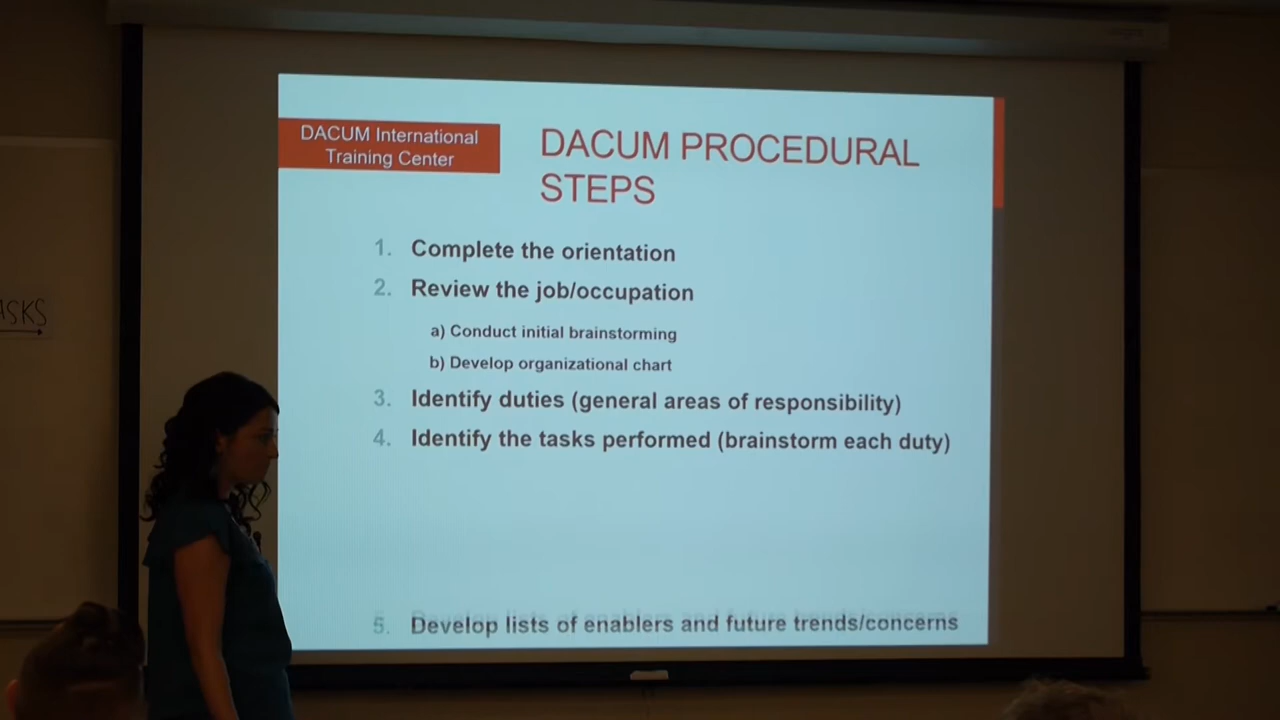 DACUM International
Training Center
DACUM PROCEDURAL
STEPS
1. Complete the orientation
2. Review the job/occupation
a) Conduct initial brainstorming
b) Develop organizational chart
3. Identify duties (general areas of responsibility)
4. Identify the tasks performed (brainstorm each duty)
5. Develop lists of enablers and future trends/concerns